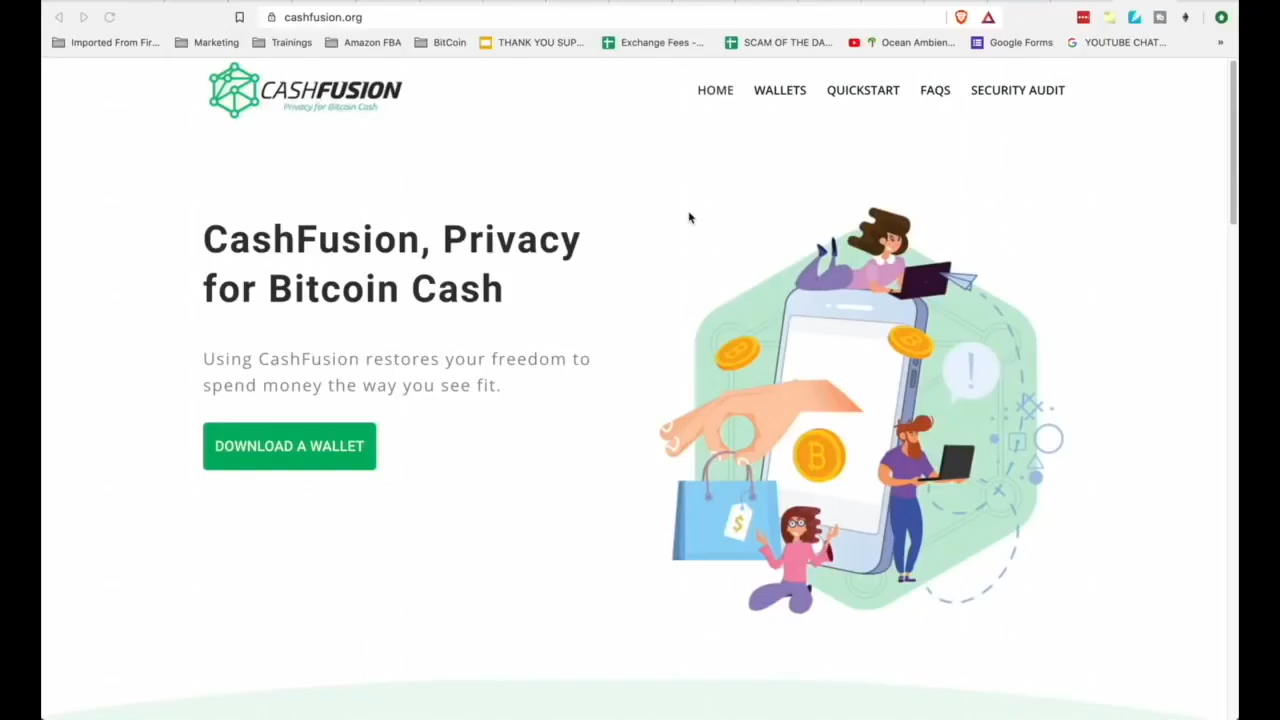 cashfusion.org
Imported From Fir...
Marketing
Trainings
Amazon FBA
BitCoin
THANK YOU SUP...
Exchange Fees -...
SCAM OF THE DA...
Ocean Ambien...
Google Forms
YOUTUBE CHAT...
»
CASHFUSION
Privacy for Bitcoin Cash
HOME
WALLETS
QUICKSTART
FAQS
SECURITY AUDIT
CashFusion, Privacy
for Bitcoin Cash
Using CashFusion restores your freedom to
spend money the way you see fit.
DOWNLOAD A WALLET